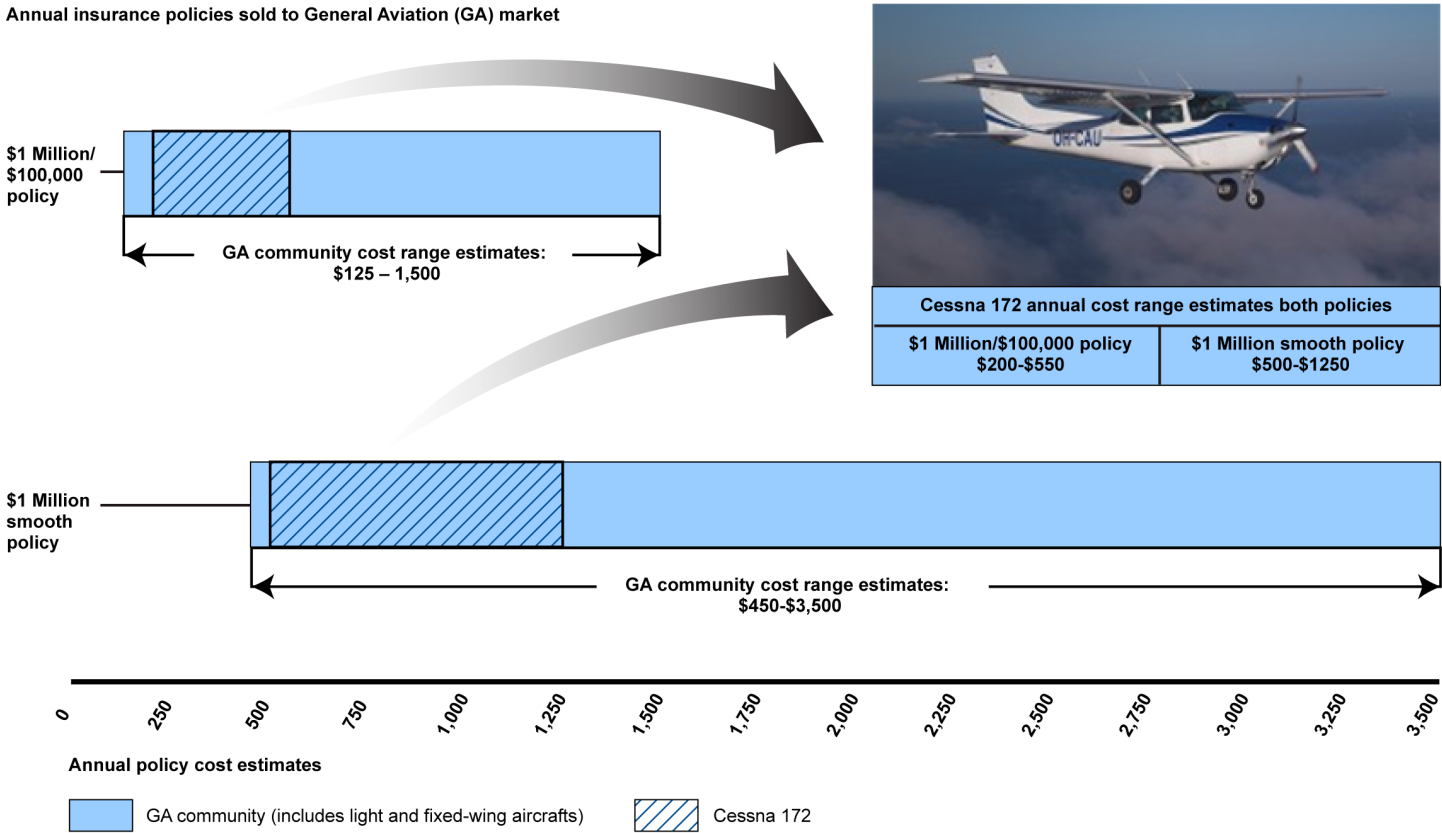 Annual insurance policies sold to General Aviation (GA) market
$1 Million/
$100,000
policy
GA community cost range estimates:
$125 – 1,500
OH-CAU
Cessna 172 annual cost range estimates both policies
$1 Million/$100,000 policy
$200-$550
$1 Million smooth policy
$500-$1250
$1 Million
smooth
policy
GA community cost range estimates:
$450-$3,500
0
250
500
750
1,000
1,250
1,500
1,750
2,000
2,250
2,500
2,750
3,000
3,250
3,500
Annual policy cost estimates
GA community (includes light and fixed-wing aircrafts)
Cessna 172